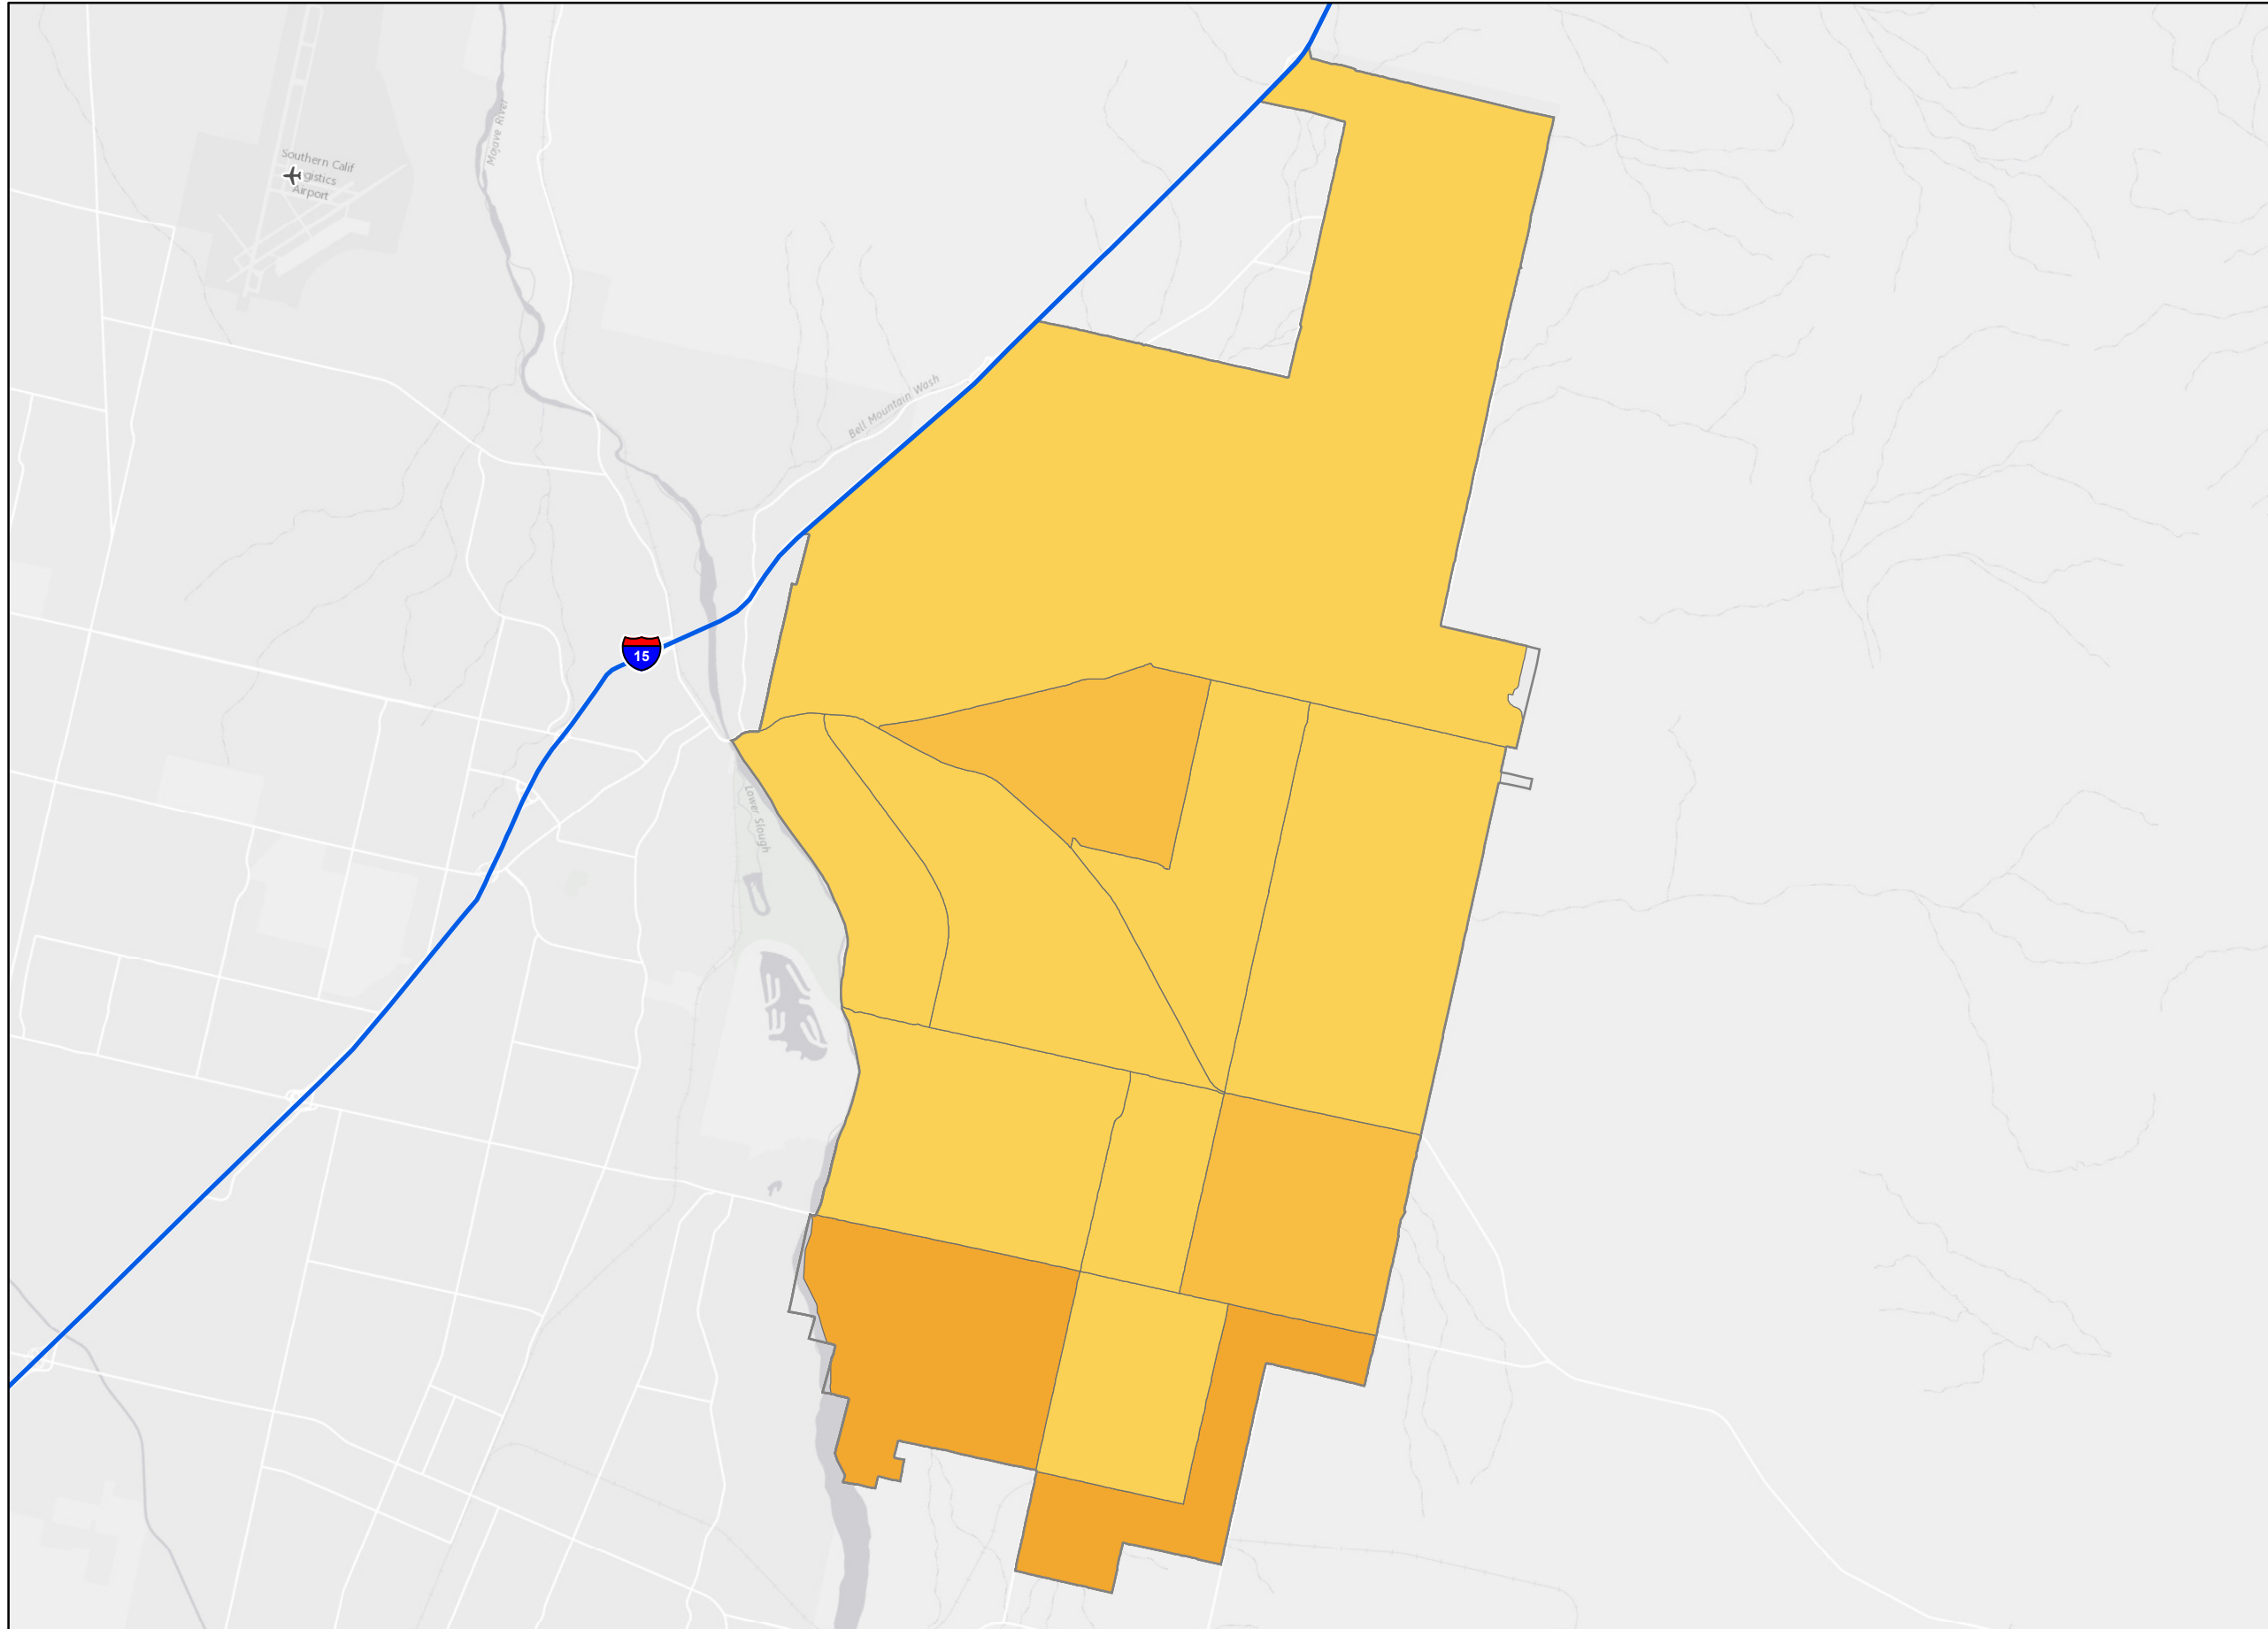 Mojave River
Southern Calif
gistics
Airport
Bell Mountain Wash
15
Lower Slough